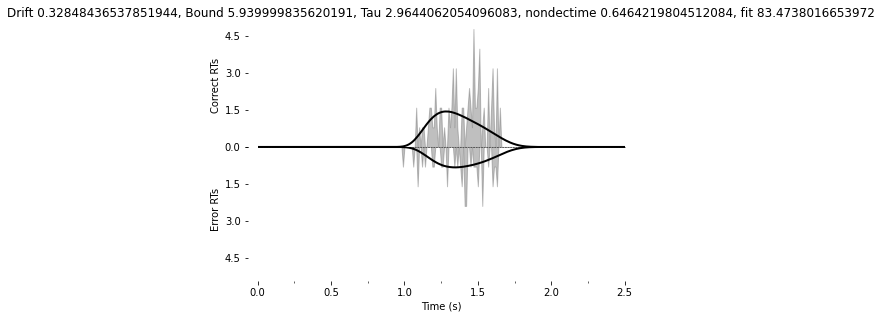 Drift 0.32848436537851944, Bound 5.939999835620191, Tau 2.9644062054096083, nondectime 0.6464219804512084, fit 83.4738016653972
4.5
3.0
1.5
0.0
1.5
3.0
4.5
Correct RTs
Error RTs
0.0 0.5 1.0 1.5 2.0 2.5
Time (s)